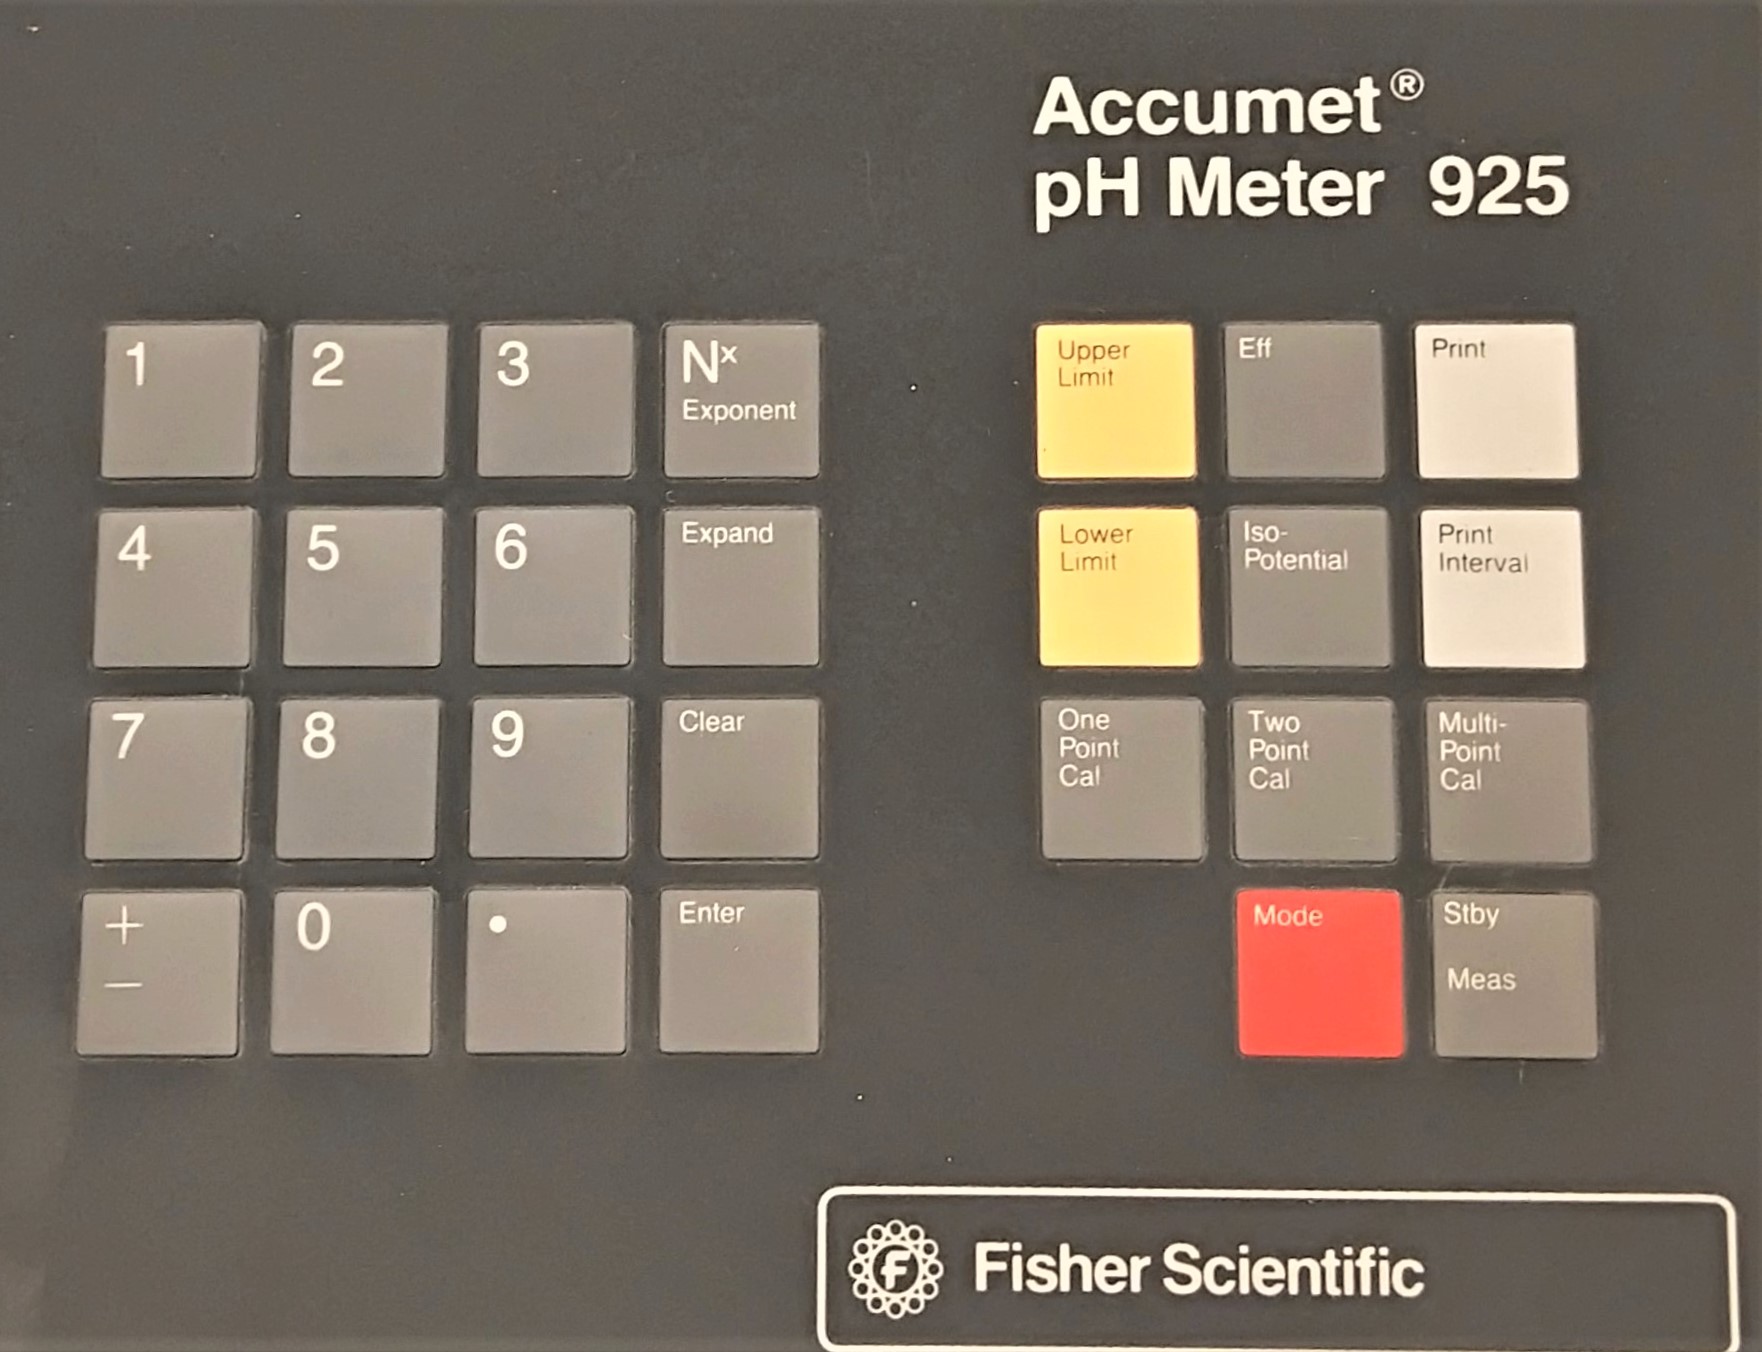 Accumet®
pH Meter 925
1
2
3
Nˣ
Exponent
4
5
6
Expand
7
8
9
Clear
+
−
0
•
Enter
Upper
Limit
Eff
Print
Lower
Limit
Iso-
Potential
Print
Interval
One
Point
Cal
Two
Point
Cal
Multi-
Point
Cal
Mode
Stby
Meas
F
Fisher Scientific